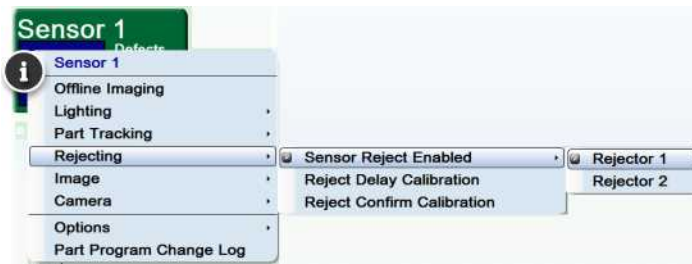 Sensor 1
Defects
Sensor 1
Offline Imaging
Lighting
Part Tracking
Rejecting
Image
Camera
Options
Part Program Change Log
Sensor Reject Enabled
Reject Delay Calibration
Reject Confirm Calibration
Rejector 1
Rejector 2